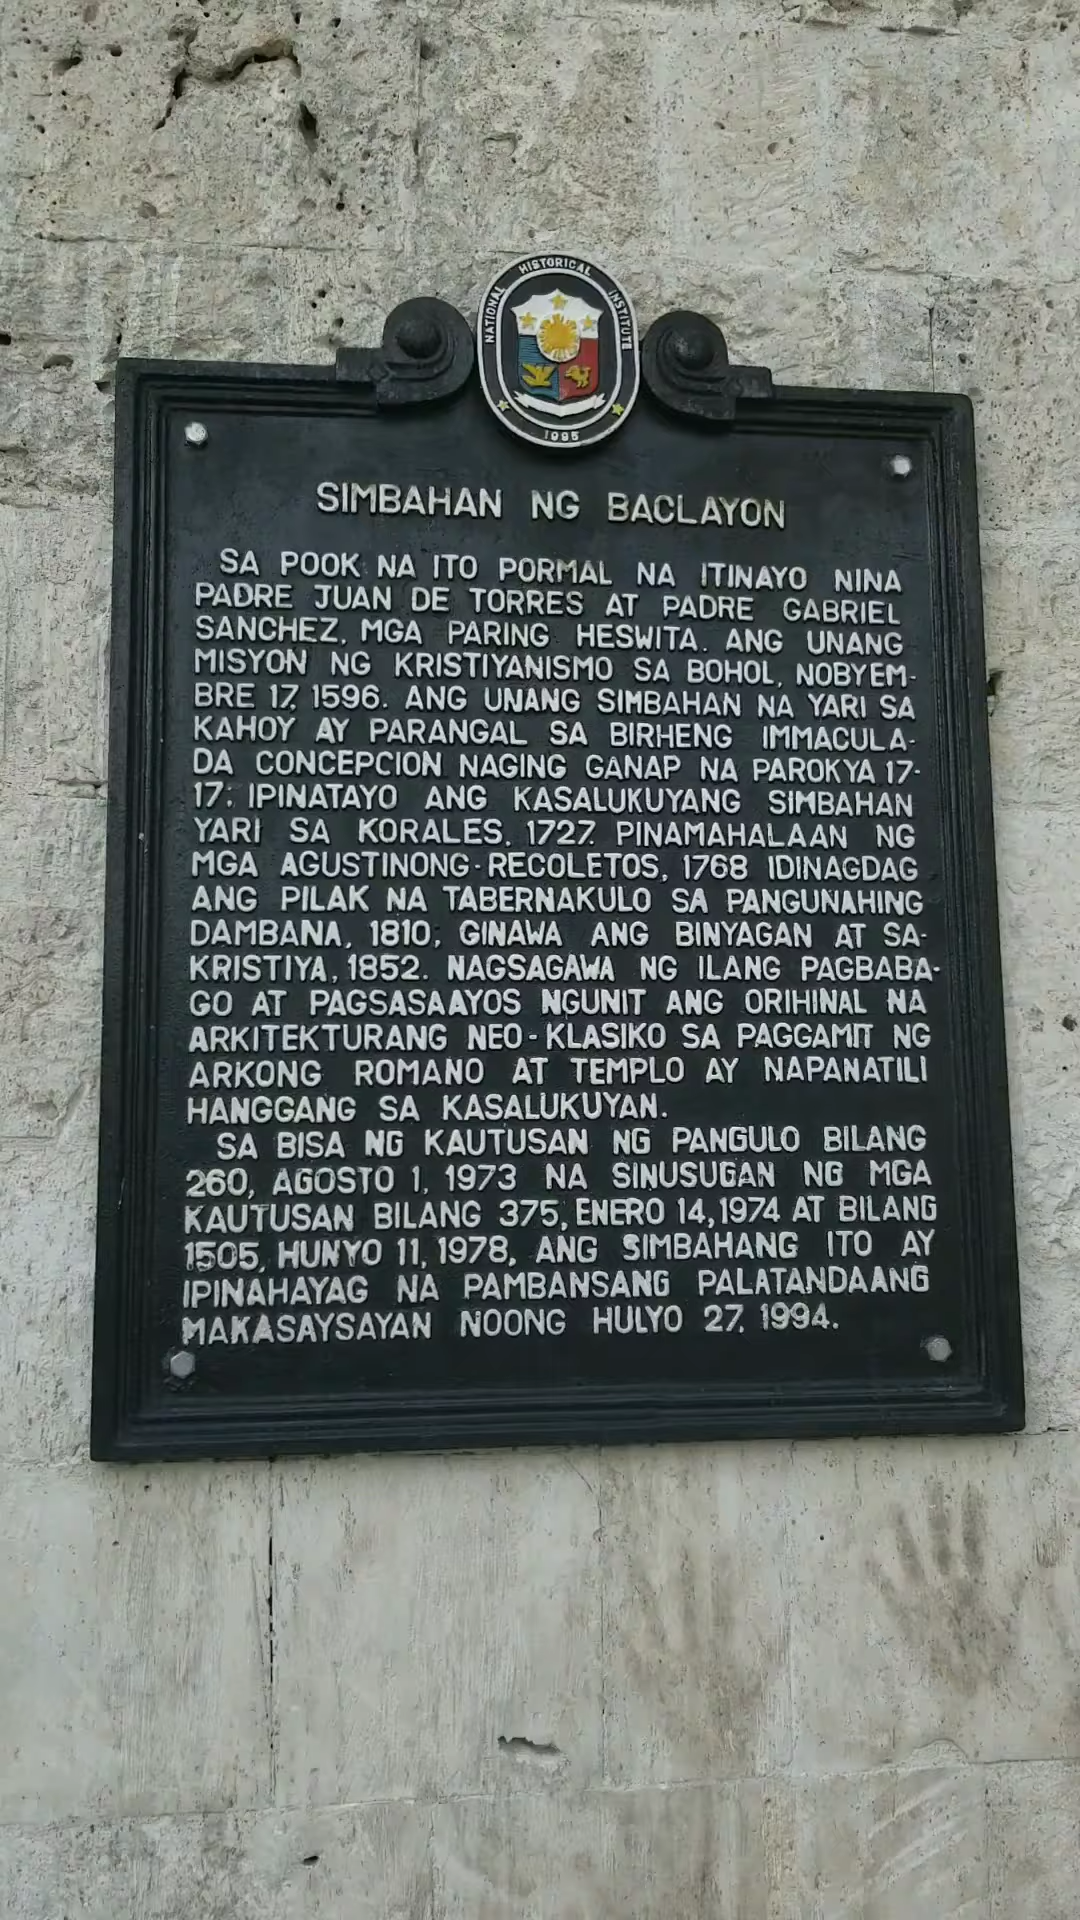 NATIONAL HISTORICAL INSTITUTE
1995
SIMBAHAN NG BACLAYON
SA POOK NA ITO PORMAL NA ITINAYO NINA
PADRE JUAN DE TORRES AT PADRE GABRIEL
SANCHEZ, MGA PARING HESWITA. ANG UNANG
MISYON NG KRISTIYANISMO SA BOHOL, NOBYEM-
BRE 17, 1596. ANG UNANG SIMBAHAN NA YARI SA
KAHOY AY PARANGAL SA BIRHENG IMMACULA-
DA CONCEPCION NAGING GANAP NA PAROKYA 17-
17; IPINATAYO ANG KASALUKUYANG SIMBAHAN
YARI SA KORALES, 1727. PINAMAHALAAN NG
MGA AGUSTINONG-RECOLETOS, 1768 IDINAGDAG
ANG PILAK NA TABERNAKULO SA PANGUNAHING
DAMBANA, 1810; GINAWA ANG BINYAGAN AT SA-
KRISTIYA, 1852. NAGSAGAWA NG ILANG PAGBABA-
GO AT PAGSASAAYOS NGUNIT ANG ORIHINAL NA
ARKITEKTURANG NEO-KLASIKO SA PAGGAMIT NG
ARKONG ROMANO AT TEMPLO AY NAPANATILI
HANGGANG SA KASALUKUYAN.
SA BISA NG KAUTUSAN NG PANGULO BILANG
260, AGOSTO 1, 1973 NA SINUSUGAN NG MGA
KAUTUSAN BILANG 375, ENERO 14, 1974 AT BILANG
1505, HUNYO 11, 1978, ANG SIMBAHANG ITO AY
IPINAHAYAG NA PAMBANSANG PALATANDAANG
MAKASAYSAYAN NOONG HULYO 27, 1994.